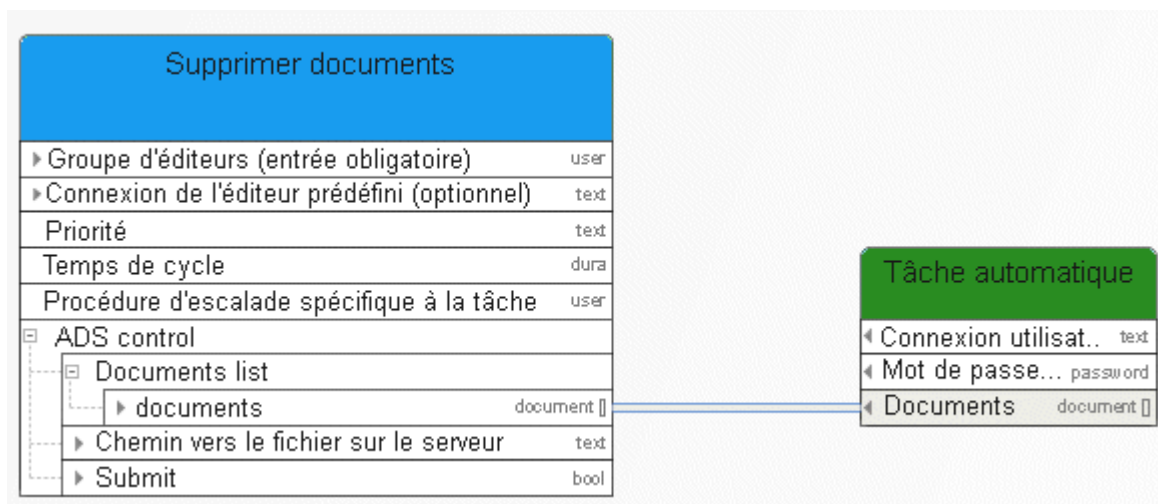 Supprimer documents
Groupe d'éditeurs (entrée obligatoire) user
Connexion de l'éditeur prédéfini (optionnel) text
Priorité text
Temps de cycle dura
Procédure d'escalade spécifique à la tâche user
ADS control
Documents list
documents document []
Chemin vers le fichier sur le serveur text
Submit bool
Tâche automatique
Connexion utilisat.. text
Mot de passe... password
Documents document []